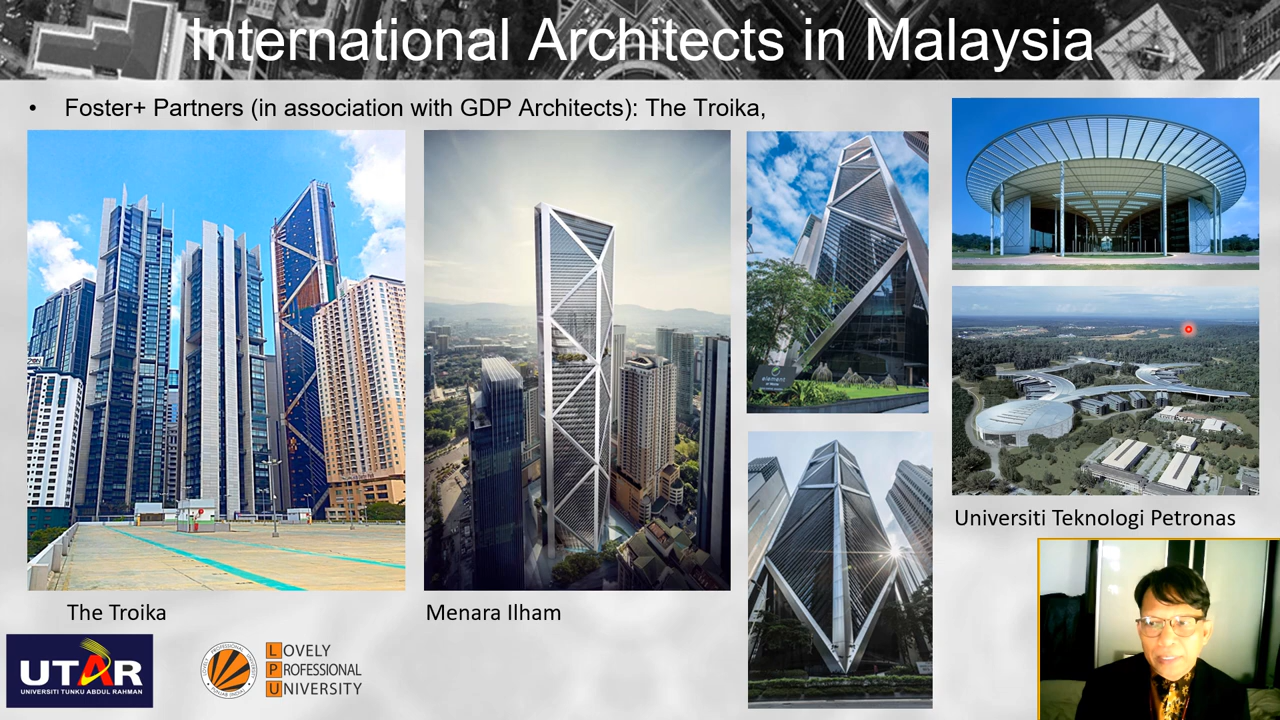 International Architects in Malaysia
• Foster+ Partners (in association with GDP Architects): The Troika,
element
Universiti Teknologi Petronas
The Troika
Menara Ilham
UTAR
UNIVERSITI TUNKU ABDUL RAHMAN
LOVELY
PROFESSIONAL
UNIVERSITY